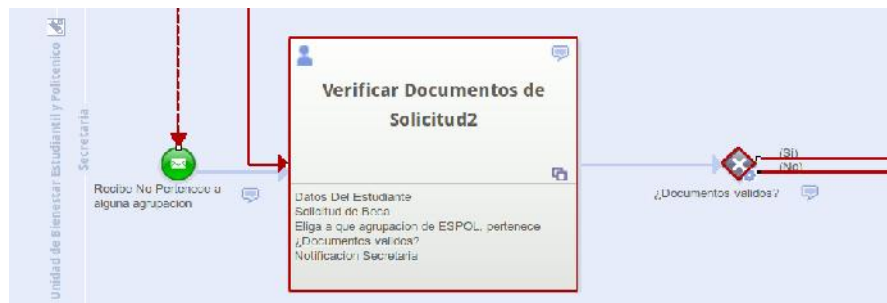 Unidad de Bienestar Estudiantil y Politecnico
Secretaria
Recibe No Pertenece a
alguna agrupacion
Verificar Documentos de
Solicitud2
Datos Del Estudiante
Solicitud de Beca
Eliga a que agrupacion de ESPOL, pertenece
¿Documentos validos?
Notificacion Secretaria
¿Documentos validos?
(Si)
(No)